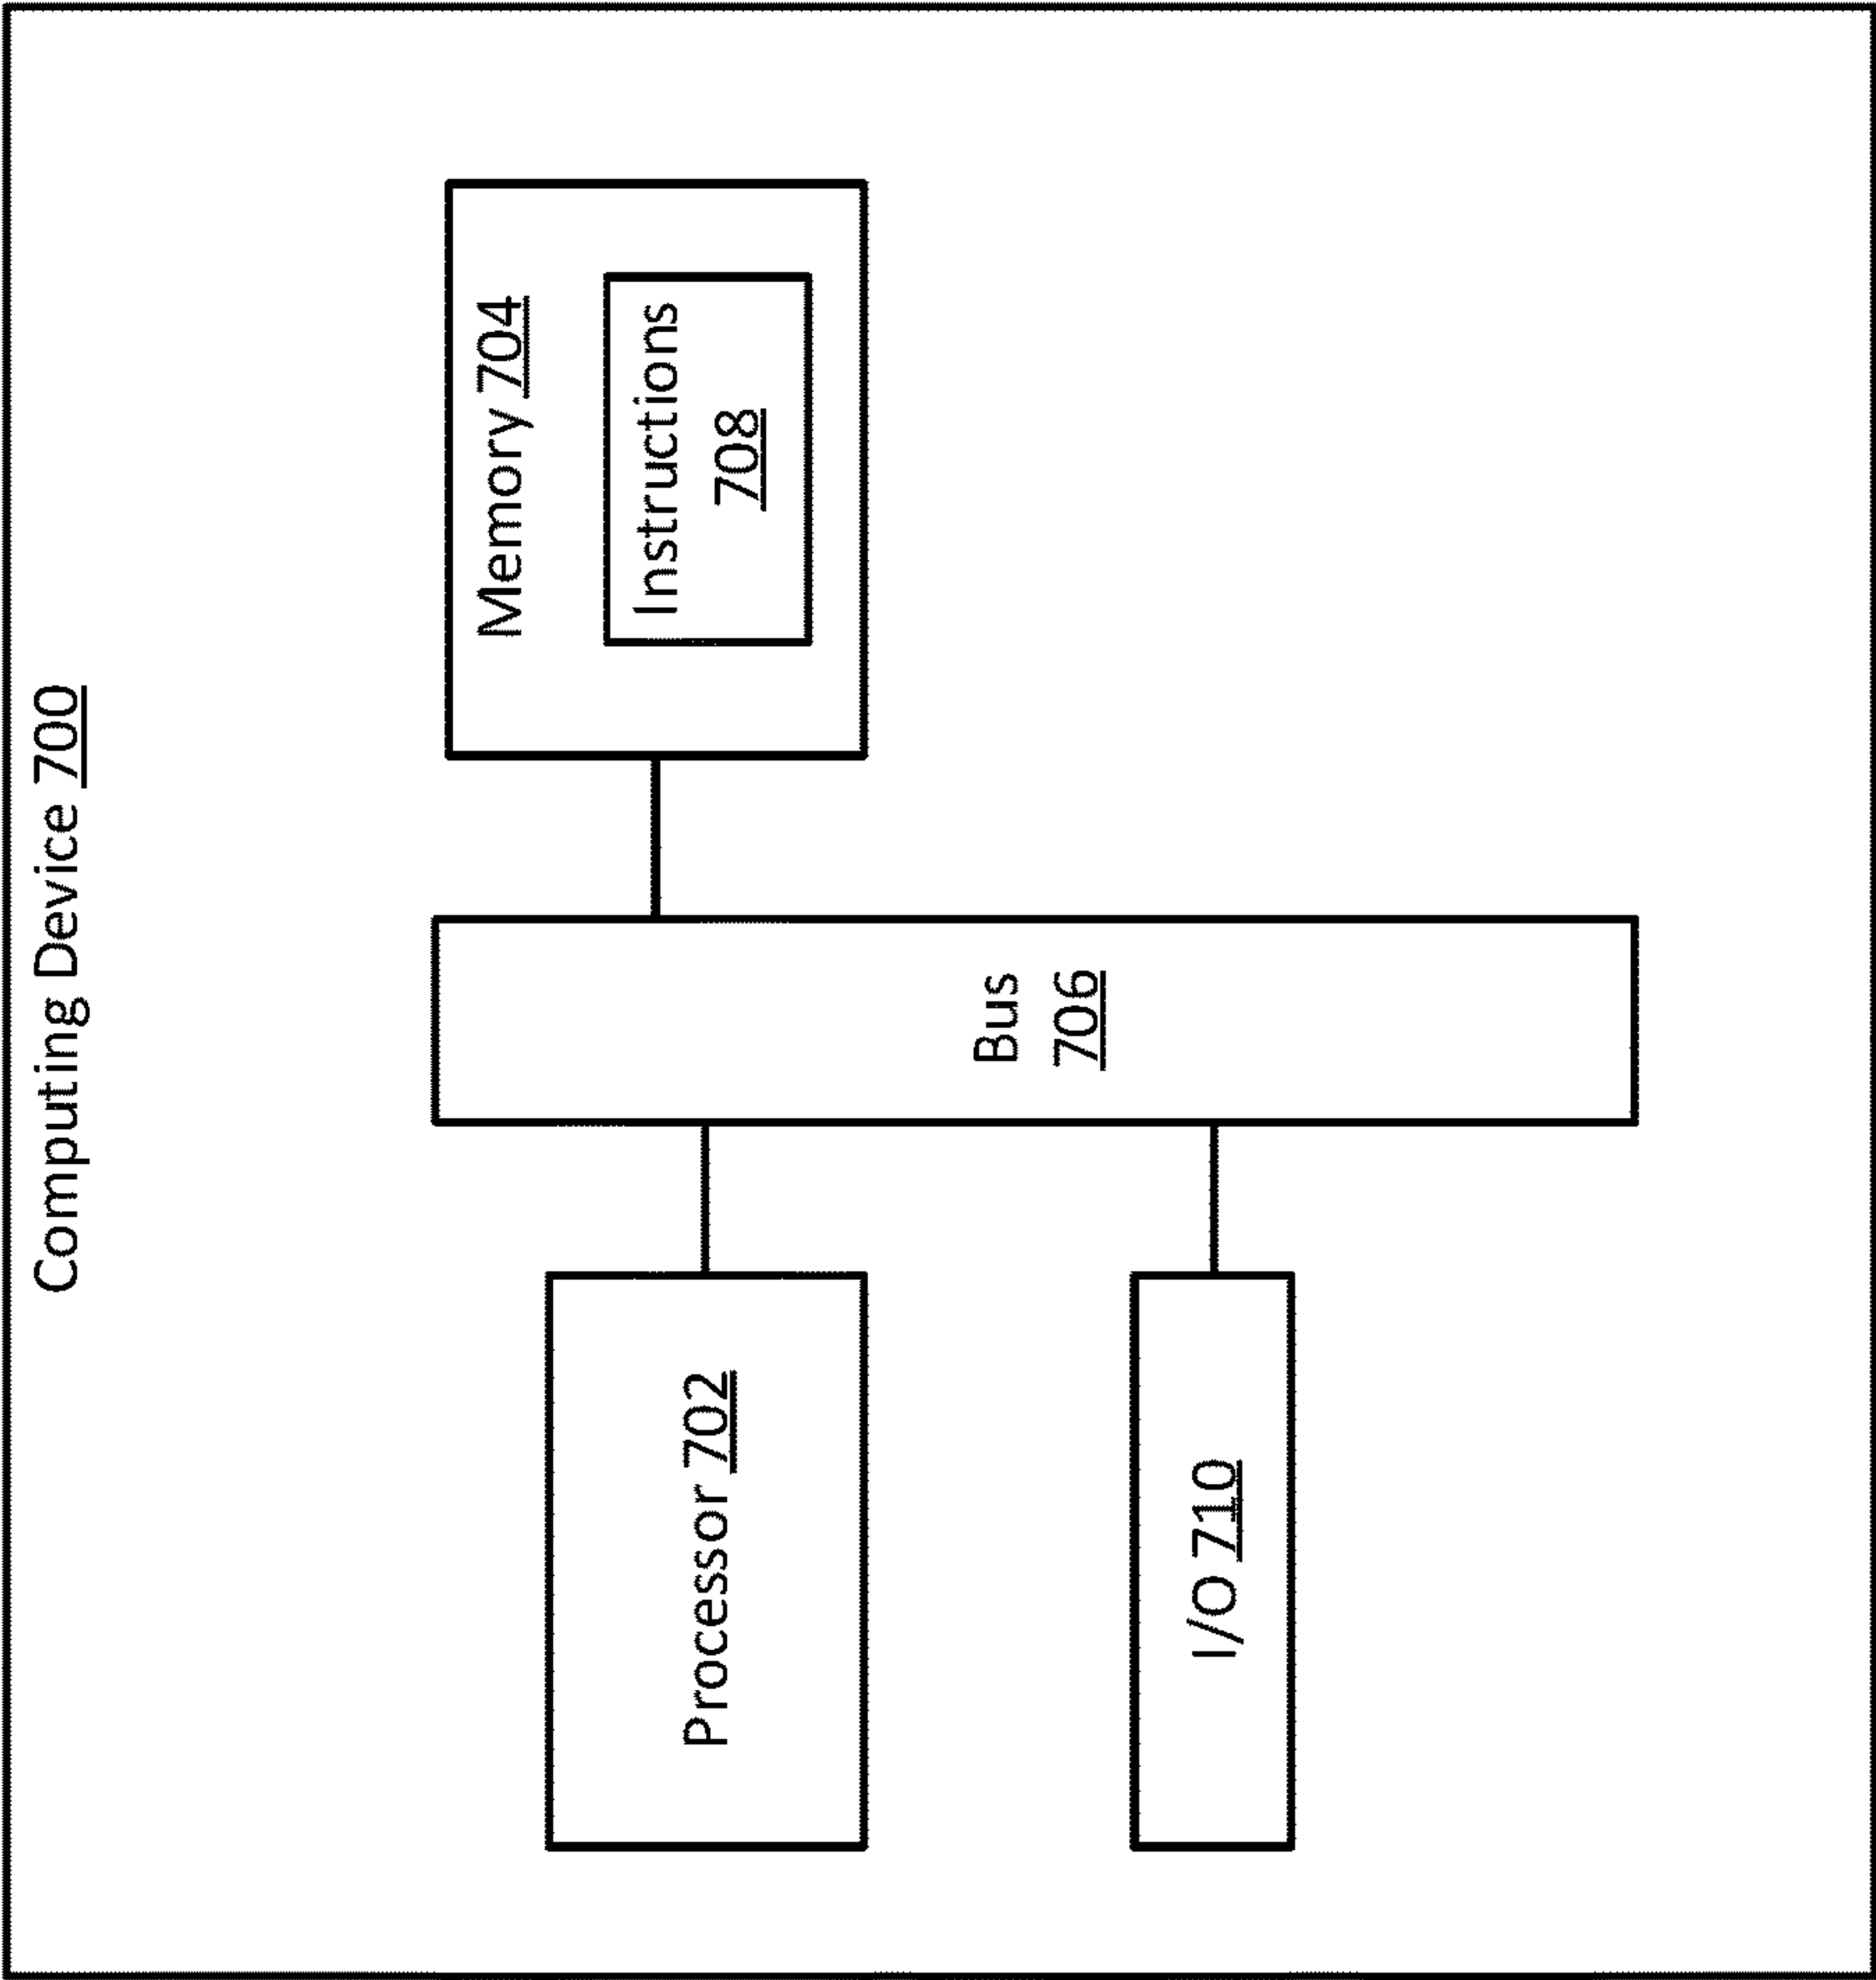 Computing Device 700
Processor 702
Bus
706
Memory 704
Instructions
708
I/O 710